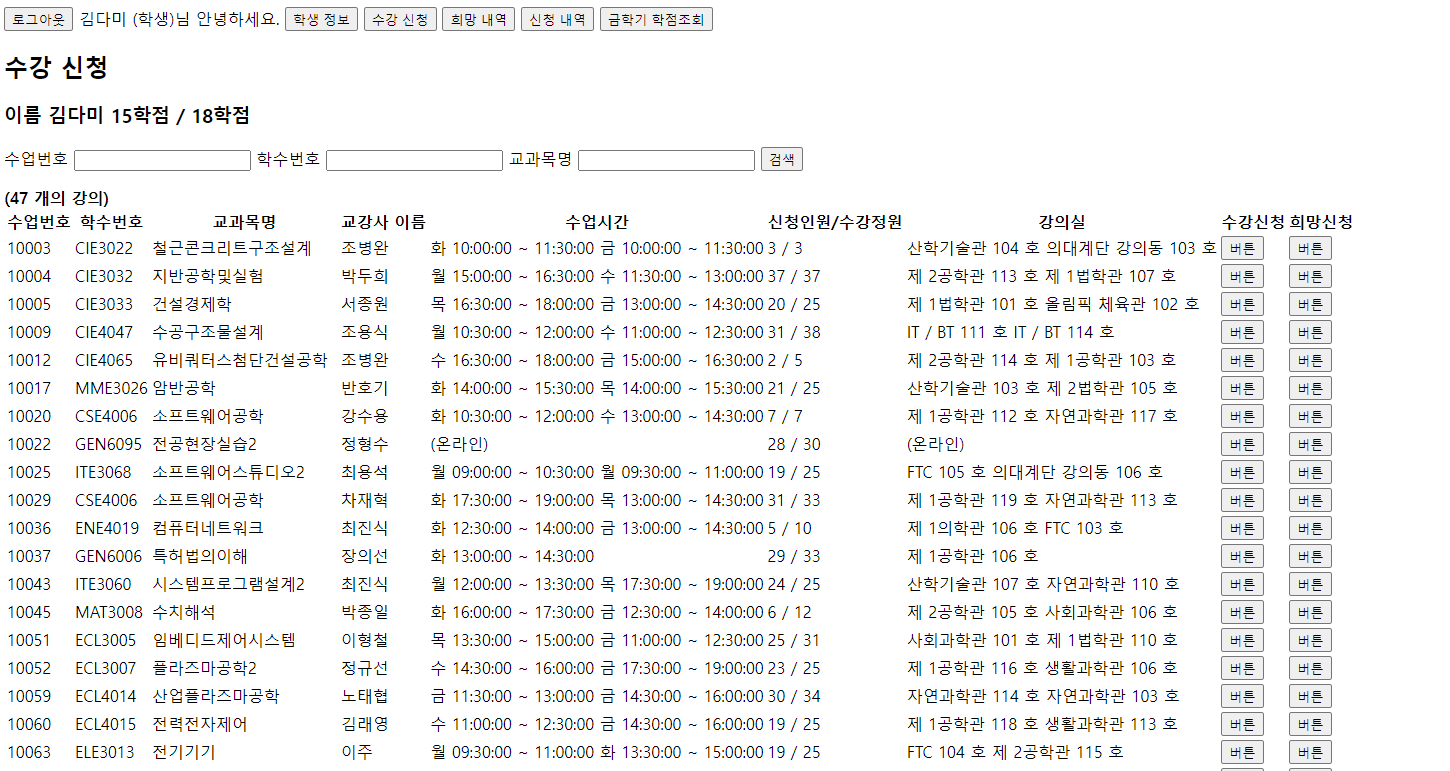 로그아웃 김다미 (학생)님 안녕하세요. 학생 정보 수강 신청 희망 내역 신청 내역 금학기 학점조회
수강 신청
이름 김다미 15학점 / 18학점
수업번호 학수번호 교과목명 검색
(47 개의 강의)
수업번호 학수번호 교과목명 교강사 이름 수업시간 신청인원/수강정원 강의실 수강신청 희망신청
10003 CIE3022 철근콘크리트구조설계 조병완 화 10:00:00 ~ 11:30:00 금 10:00:00 ~ 11:30:00 3 / 3 산학기술관 104 호 의대계단 강의동 103 호 버튼 버튼
10004 CIE3032 지반공학및실험 박두희 월 15:00:00 ~ 16:30:00 수 11:30:00 ~ 13:00:00 37 / 37 제 2공학관 113 호 제 1법학관 107 호 버튼 버튼
10005 CIE3033 건설경제학 서종원 목 16:30:00 ~ 18:00:00 금 13:00:00 ~ 14:30:00 20 / 25 제 1법학관 101 호 올림픽 체육관 102 호 버튼 버튼
10009 CIE4047 수공구조물설계 조용식 월 10:30:00 ~ 12:00:00 수 11:00:00 ~ 12:30:00 31 / 38 IT / BT 111 호 IT / BT 114 호 버튼 버튼
10012 CIE4065 유비쿼터스첨단건설공학 조병완 수 16:30:00 ~ 18:00:00 금 15:00:00 ~ 16:30:00 2 / 5 제 2공학관 114 호 제 1공학관 103 호 버튼 버튼
10017 MME3026 암반공학 반호기 화 14:00:00 ~ 15:30:00 목 14:00:00 ~ 15:30:00 21 / 25 산학기술관 103 호 제 2법학관 105 호 버튼 버튼
10020 CSE4006 소프트웨어공학 강수용 화 10:30:00 ~ 12:00:00 수 13:00:00 ~ 14:30:00 7 / 7 제 1공학관 112 호 자연과학관 117 호 버튼 버튼
10022 GEN6095 전공현장실습2 정형수 (온라인) 28 / 30 (온라인) 버튼 버튼
10025 ITE3068 소프트웨어스튜디오2 최용석 월 09:00:00 ~ 10:30:00 월 09:30:00 ~ 11:00:00 19 / 25 FTC 105 호 의대계단 강의동 106 호 버튼 버튼
10029 CSE4006 소프트웨어공학 차재혁 화 17:30:00 ~ 19:00:00 목 13:00:00 ~ 14:30:00 31 / 33 제 1공학관 119 호 자연과학관 113 호 버튼 버튼
10036 ENE4019 컴퓨터네트워크 최진식 화 12:30:00 ~ 14:00:00 금 13:00:00 ~ 14:30:00 5 / 10 제 1의학관 106 호 FTC 103 호 버튼 버튼
10037 GEN6006 특허법의이해 장의선 화 13:00:00 ~ 14:30:00 29 / 33 제 1공학관 106 호 버튼 버튼
10043 ITE3060 시스템프로그램설계2 최진식 월 12:00:00 ~ 13:30:00 목 17:30:00 ~ 19:00:00 24 / 25 산학기술관 107 호 자연과학관 110 호 버튼 버튼
10045 MAT3008 수치해석 박종일 화 16:00:00 ~ 17:30:00 금 12:30:00 ~ 14:00:00 6 / 12 제 2공학관 105 호 사회과학관 106 호 버튼 버튼
10051 ECL3005 임베디드제어시스템 이형철 목 13:30:00 ~ 15:00:00 금 11:00:00 ~ 12:30:00 25 / 31 사회과학관 101 호 제 1법학관 110 호 버튼 버튼
10052 ECL3007 플라즈마공학2 정규선 수 14:30:00 ~ 16:00:00 금 17:30:00 ~ 19:00:00 23 / 25 제 1공학관 116 호 생활과학관 106 호 버튼 버튼
10059 ECL4014 산업플라즈마공학 노태협 금 11:30:00 ~ 13:00:00 금 14:30:00 ~ 16:00:00 30 / 34 자연과학관 114 호 자연과학관 103 호 버튼 버튼
10060 ECL4015 전력전자제어 김래영 수 11:00:00 ~ 12:30:00 금 14:30:00 ~ 16:00:00 19 / 25 제 1공학관 118 호 생활과학관 113 호 버튼 버튼
10063 ELE3013 전기기기 이주 월 09:30:00 ~ 11:00:00 화 13:30:00 ~ 15:00:00 19 / 25 FTC 104 호 제 2공학관 115 호 버튼 버튼